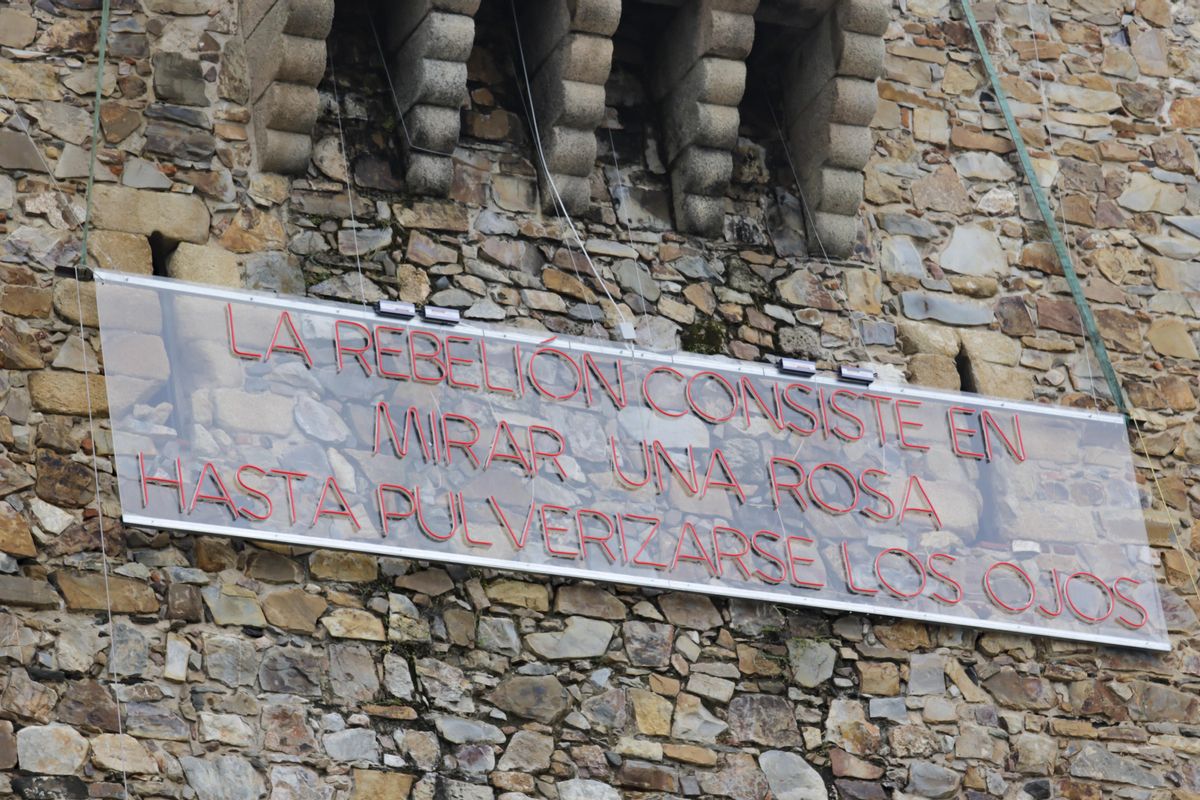 LA REBELIÓN CONSISTE EN
MIRAR UNA ROSA
HASTA PULVERIZARSE LOS OJOS